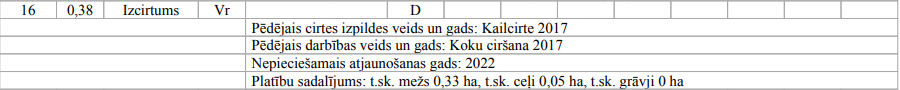 16 0,38 Izcirtums Vr D
Pēdējais cirtes izpildes veids un gads: Kailcirte 2017
Pēdējais darbības veids un gads: Koku ciršana 2017
Nepieciešamais atjaunošanas gads: 2022
Platību sadalījums: t.sk. mežs 0,33 ha, t.sk. ceļi 0,05 ha, t.sk. grāvji 0 ha